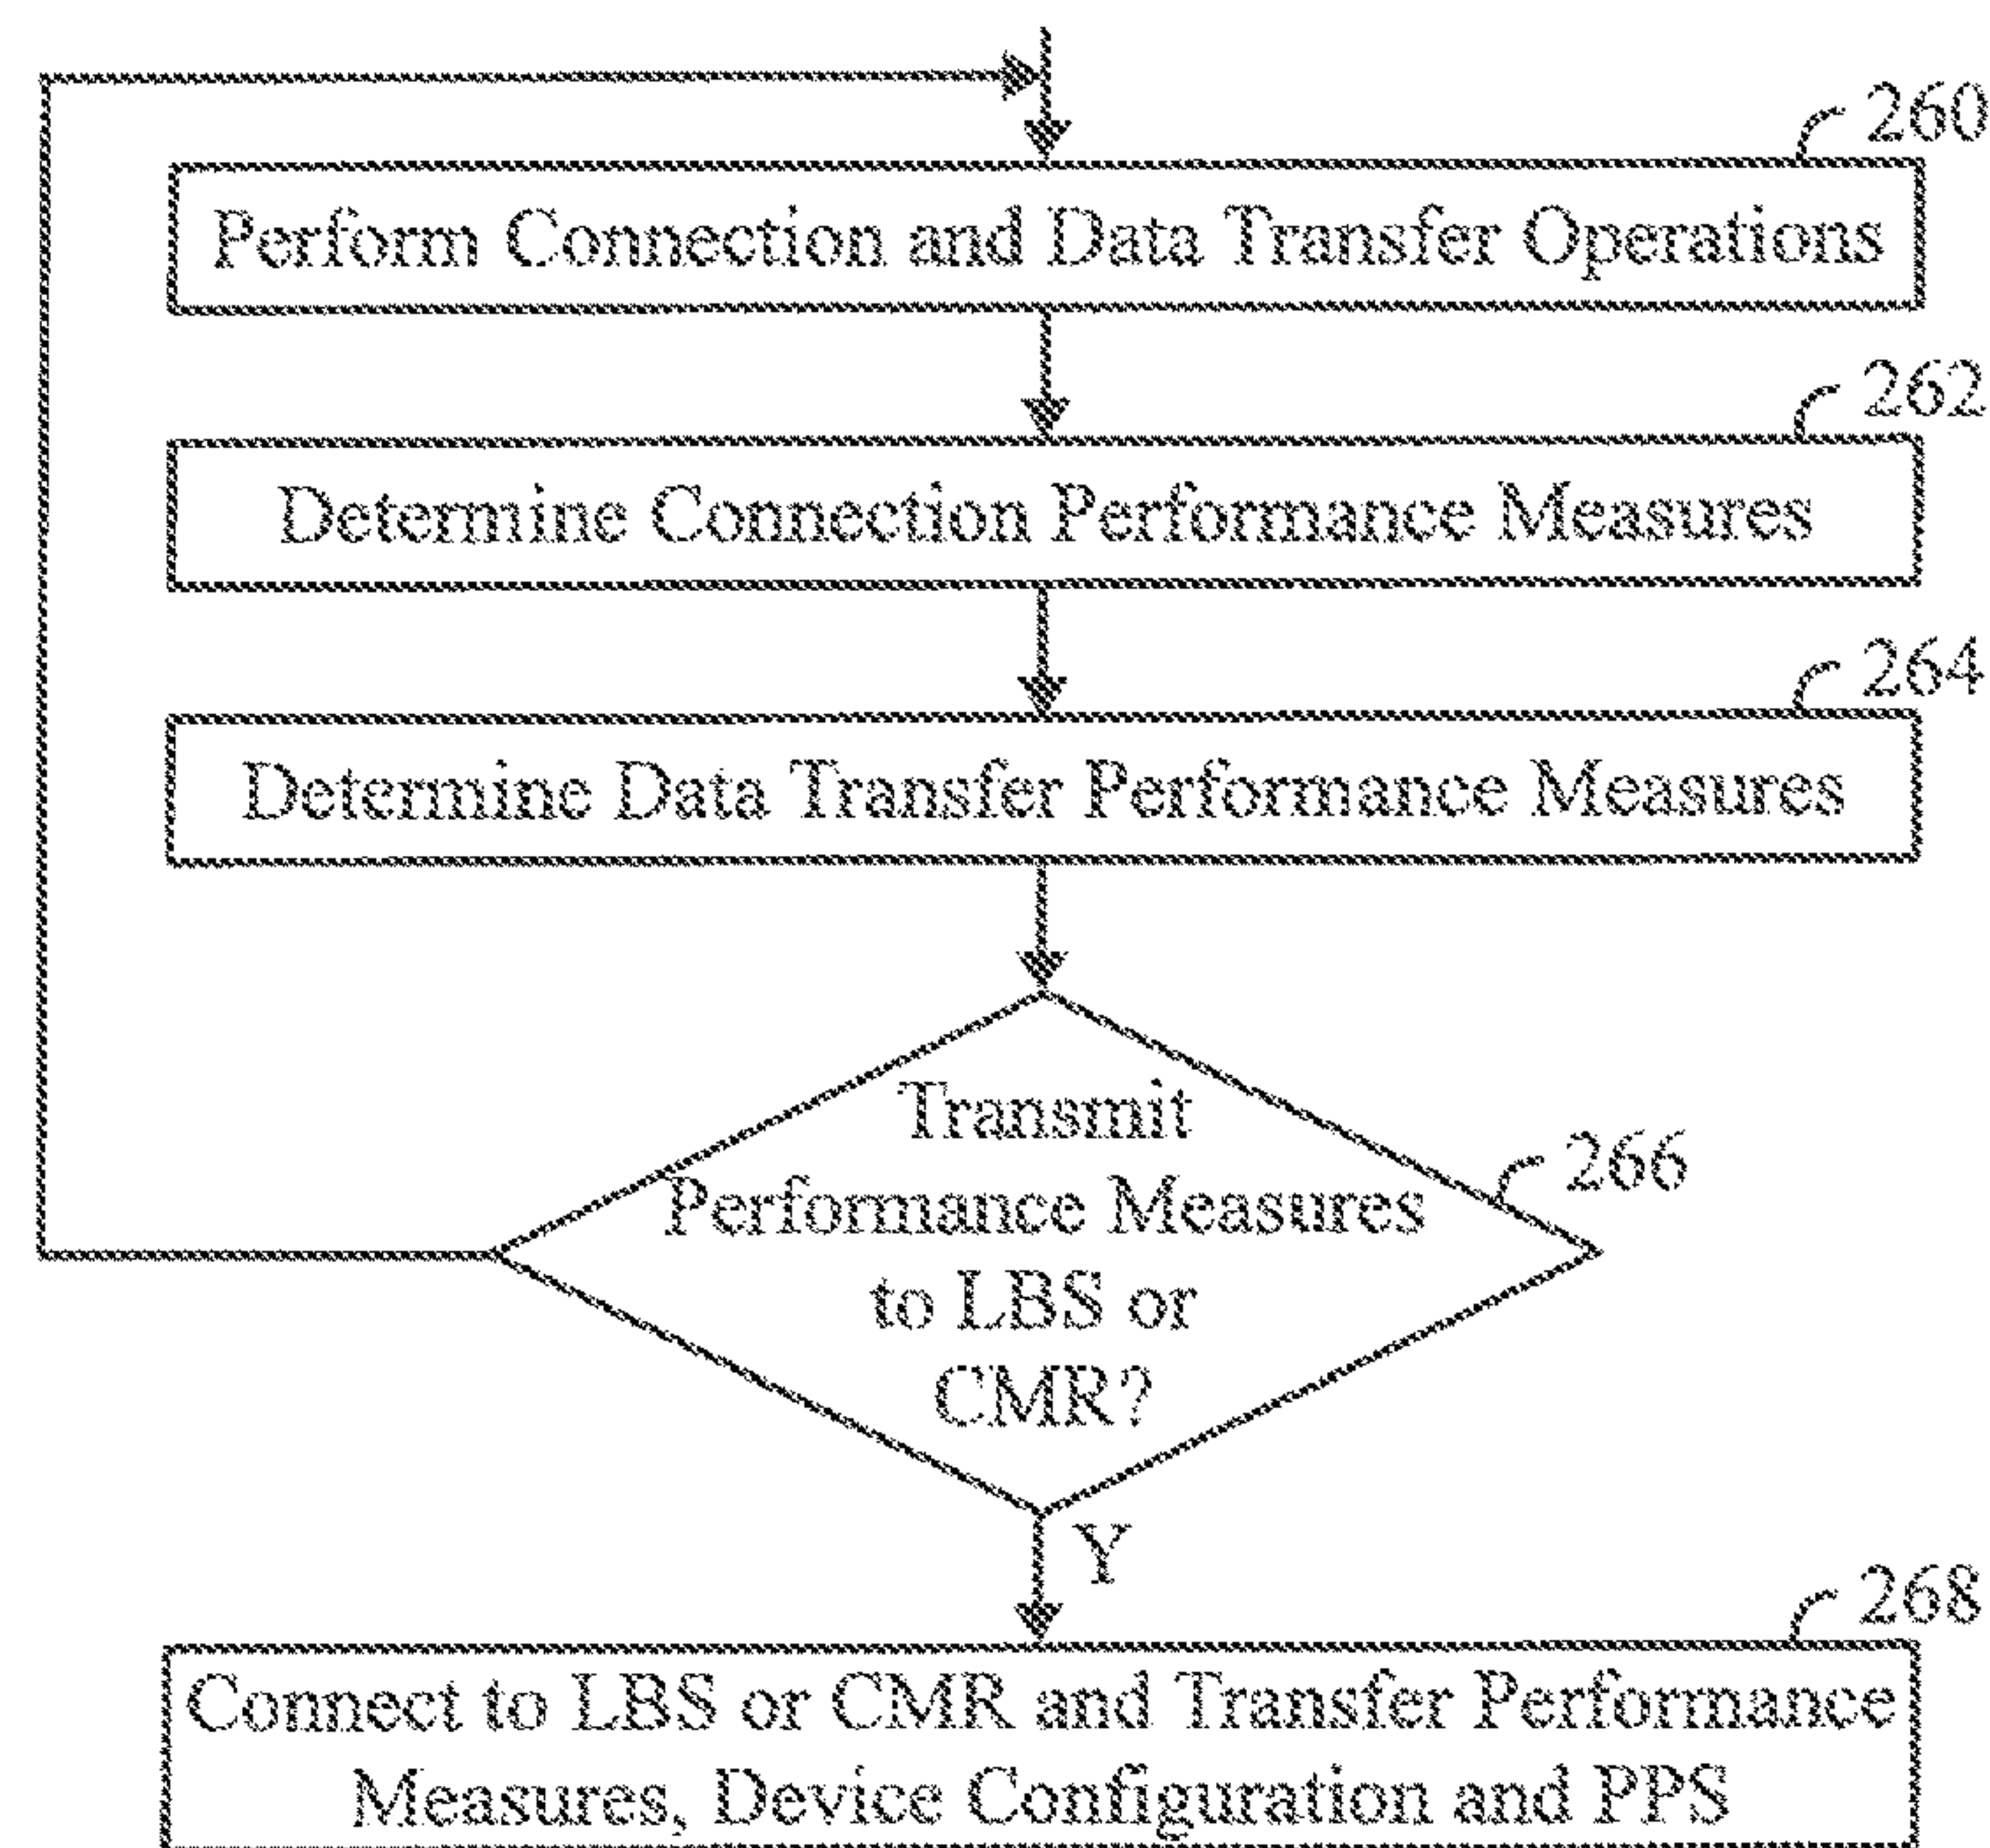 260
Perform Connection and Data Transfer Operations
262
Determine Connection Performance Measures
264
Determine Data Transfer Performance Measures
Transmit
Performance Measures
to LBS or
CMR?
266
Y
268
Connect to LBS or CMR and Transfer Performance
Measures, Device Configuration and PPS